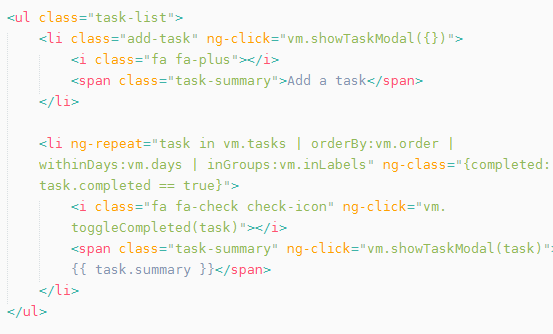 <ul class="task-list">
<li class="add-task" ng-click="vm.showTaskModal({})">
<i class="fa fa-plus"></i>
<span class="task-summary">Add a task</span>
</li>
<li ng-repeat="task in vm.tasks | orderBy:vm.order |
withinDays:vm.days | inGroups:vm.inLabels" ng-class="{completed:
task.completed == true}">
<i class="fa fa-check check-icon" ng-click="vm.
toggleCompleted(task)"></i>
<span class="task-summary" ng-click="vm.showTaskModal(task)">
{{ task.summary }}</span>
</li>
</ul>